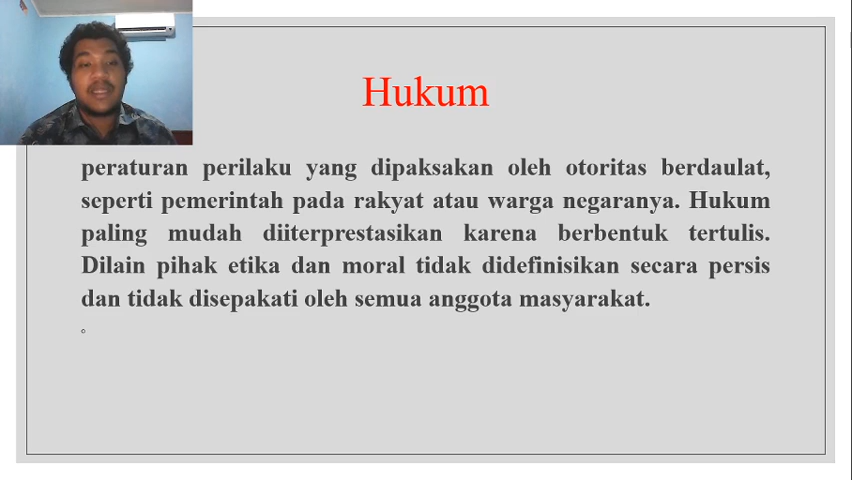 Hukum
peraturan perilaku yang dipaksakan oleh otoritas berdaulat,
seperti pemerintah pada rakyat atau warga negaranya. Hukum
paling mudah diiterprestasikan karena berbentuk tertulis.
Dilain pihak etika dan moral tidak didefinisikan secara persis
dan tidak disepakati oleh semua anggota masyarakat.